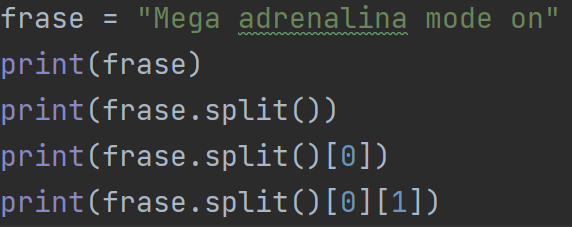 frase = "Mega adrenalina mode on"
print(frase)
print(frase.split())
print(frase.split()[0])
print(frase.split()[0][1])